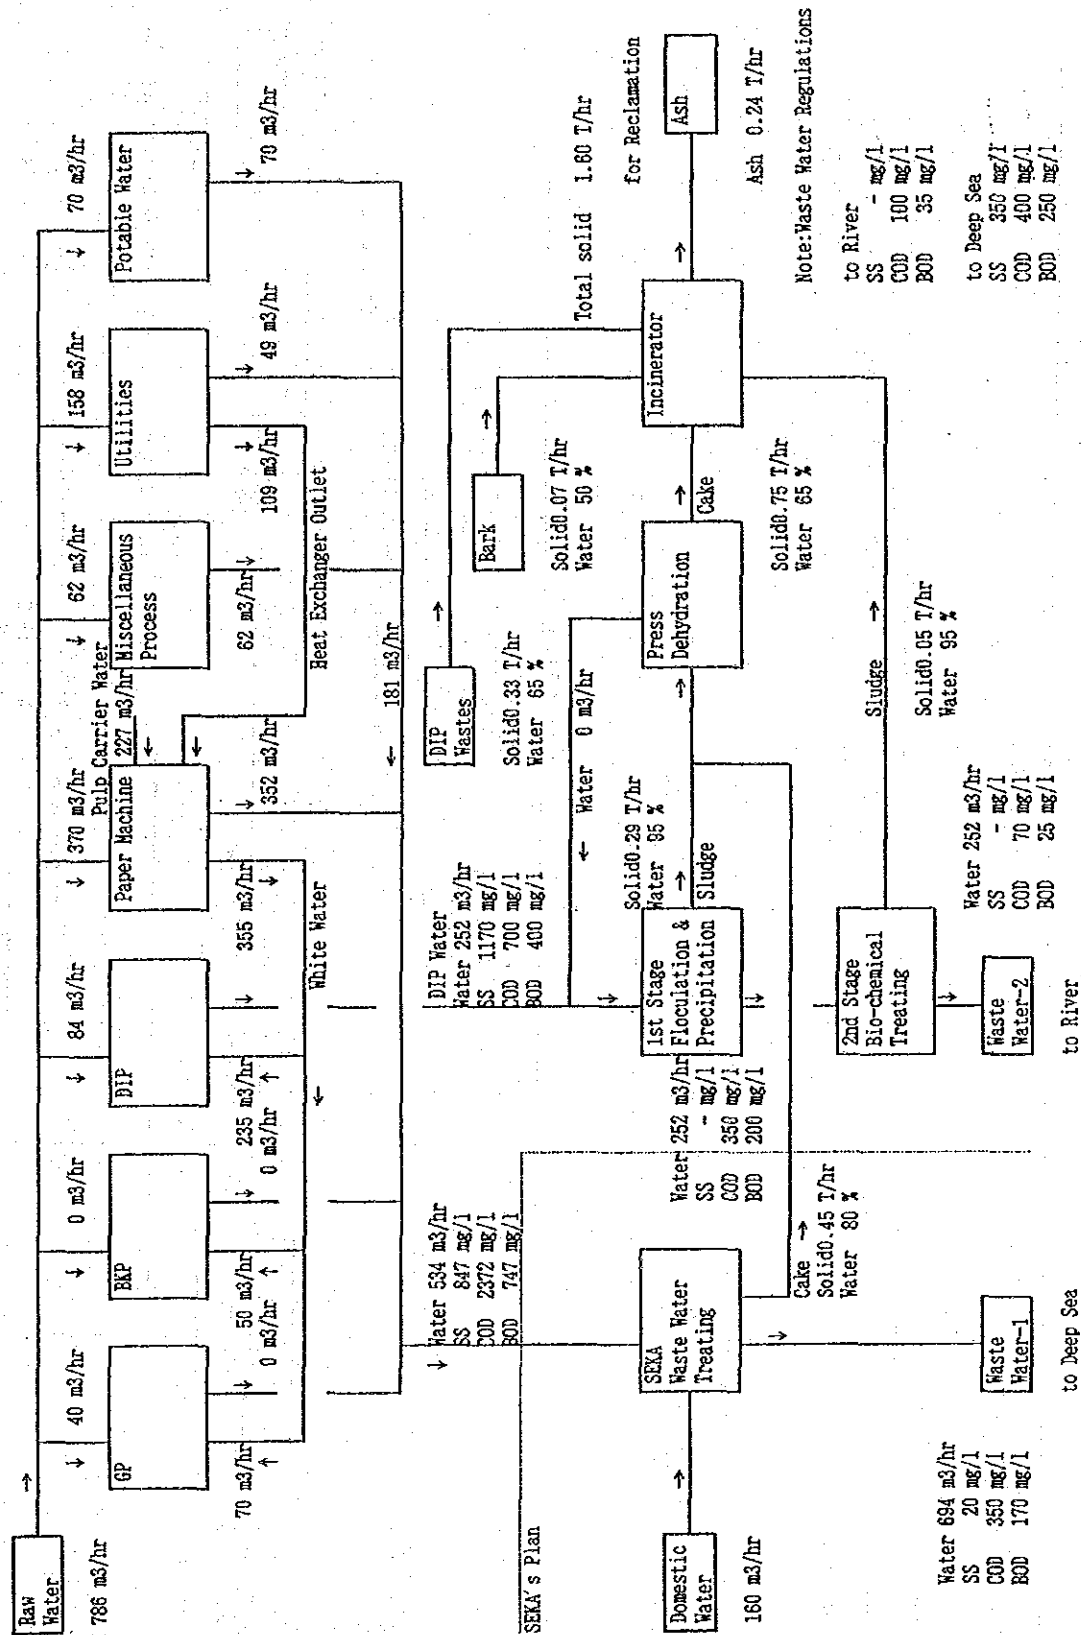 Raw
Water
786 m3/hr
→
40 m3/hr
↓
GP
0 m3/hr
↓
BKP
84 m3/hr
↓
DIP
370 m3/hr
↓
Paper Machine
Pulp Carrier Water
227 m3/hr
←
←
62 m3/hr
↓
Miscellaneous
Process
158 m3/hr
↓
Utilities
70 m3/hr
↓
Potable Water
70 m3/hr
↑
0 m3/hr
↓
50 m3/hr
↑
0 m3/hr
↓
235 m3/hr
↑
↓
355 m3/hr
↓
352 m3/hr
↓
62 m3/hr
↓
109 m3/hr
↓
49 m3/hr
↓
70 m3/hr
↓
White Water
←
Heat Exchanger Outlet
181 m3/hr
←
SEKA's Plan
↓ Water 534 m3/hr
SS 847 mg/l
COD 2372 mg/l
BOD 747 mg/l
DIP Water
Water 252 m3/hr
SS 1170 mg/l
COD 700 mg/l
BOD 400 mg/l
DIP
Wastes
→
Solid0.33 T/hr
Water 65 %
Bark
→
Solid0.07 T/hr
Water 50 %
Total solid 1.60 T/hr
for Reclamation
← Water 0 m3/hr
Domestic
Water
160 m3/hr
→
SEKA
Waste Water
Treating
Water 252 m3/hr
SS - mg/l
COD 350 mg/l
BOD 200 mg/l
↓
1st Stage
Floculation &
Precipitation
↓
Solid0.29 T/hr
Water 95 %
→
Sludge
→
Press
Dehydration
→
Cake
Solid0.75 T/hr
Water 65 %
Incinerator
→
Ash
Ash 0.24 T/hr
Cake →
Solid0.45 T/hr
Water 80 %
↓
2nd Stage
Bio-chemical
Treating
Sludge →
Solid0.05 T/hr
Water 95 %
Water 694 m3/hr
SS 20 mg/l
COD 350 mg/l
BOD 170 mg/l
Waste
Water-1
to Deep Sea
↓
Waste
Water-2
to River
Water 252 m3/hr
SS - mg/l
COD 70 mg/l
BOD 25 mg/l
Note:Waste Water Regulations
to River
SS - mg/l
COD 100 mg/l
BOD 35 mg/l
to Deep Sea
SS 350 mg/l
COD 400 mg/l
BOD 250 mg/l